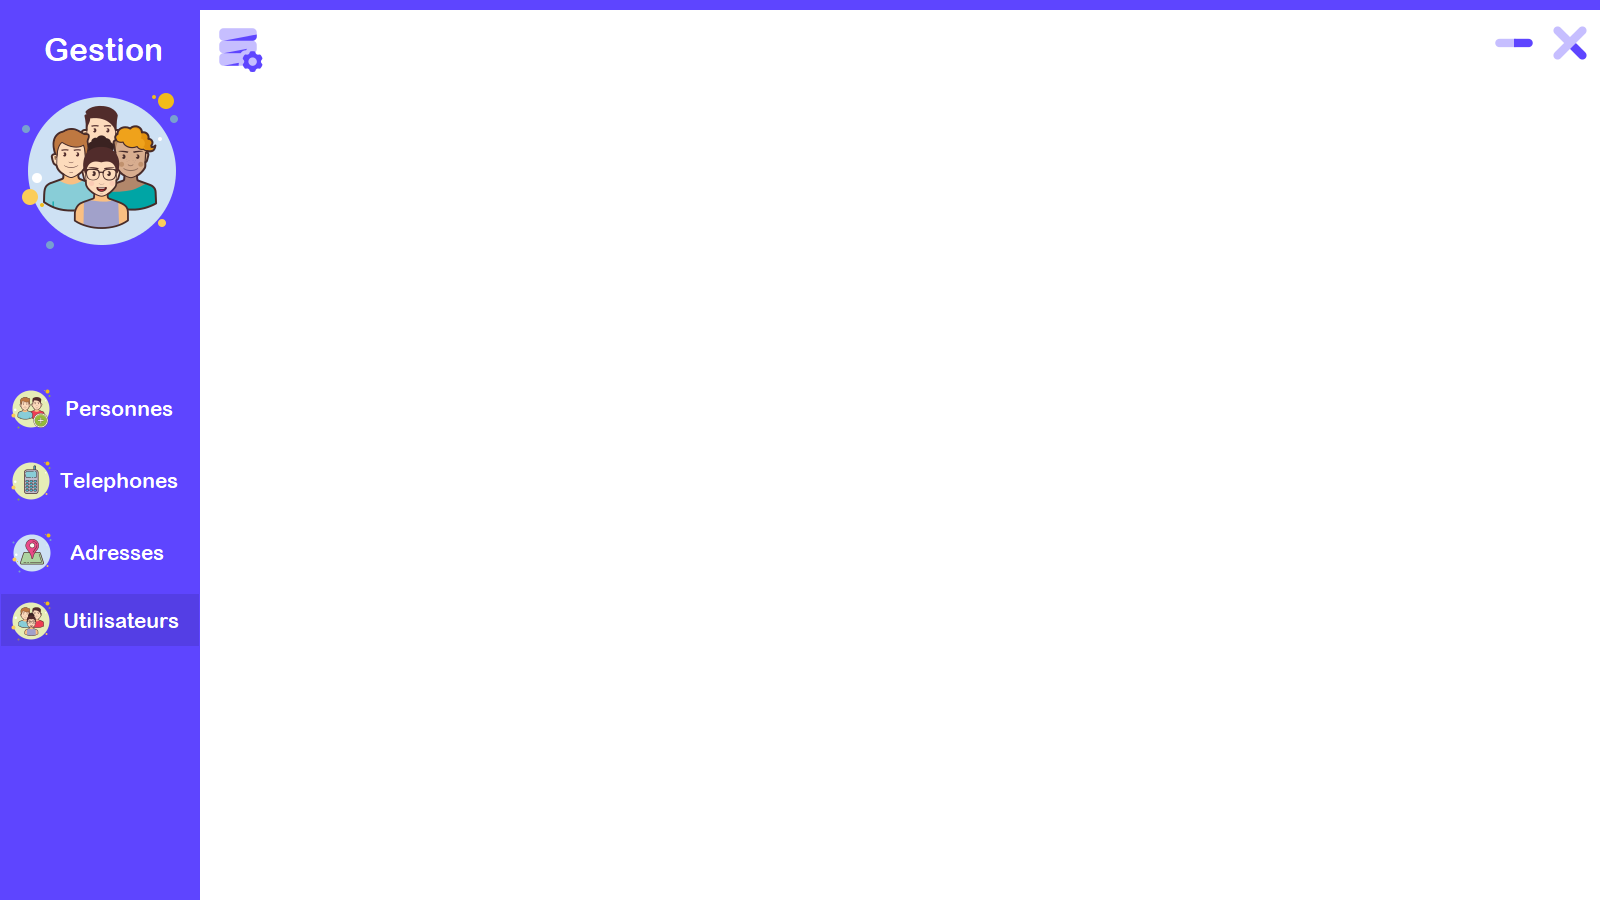 Gestion
Personnes
Telephones
Adresses
Utilisateurs